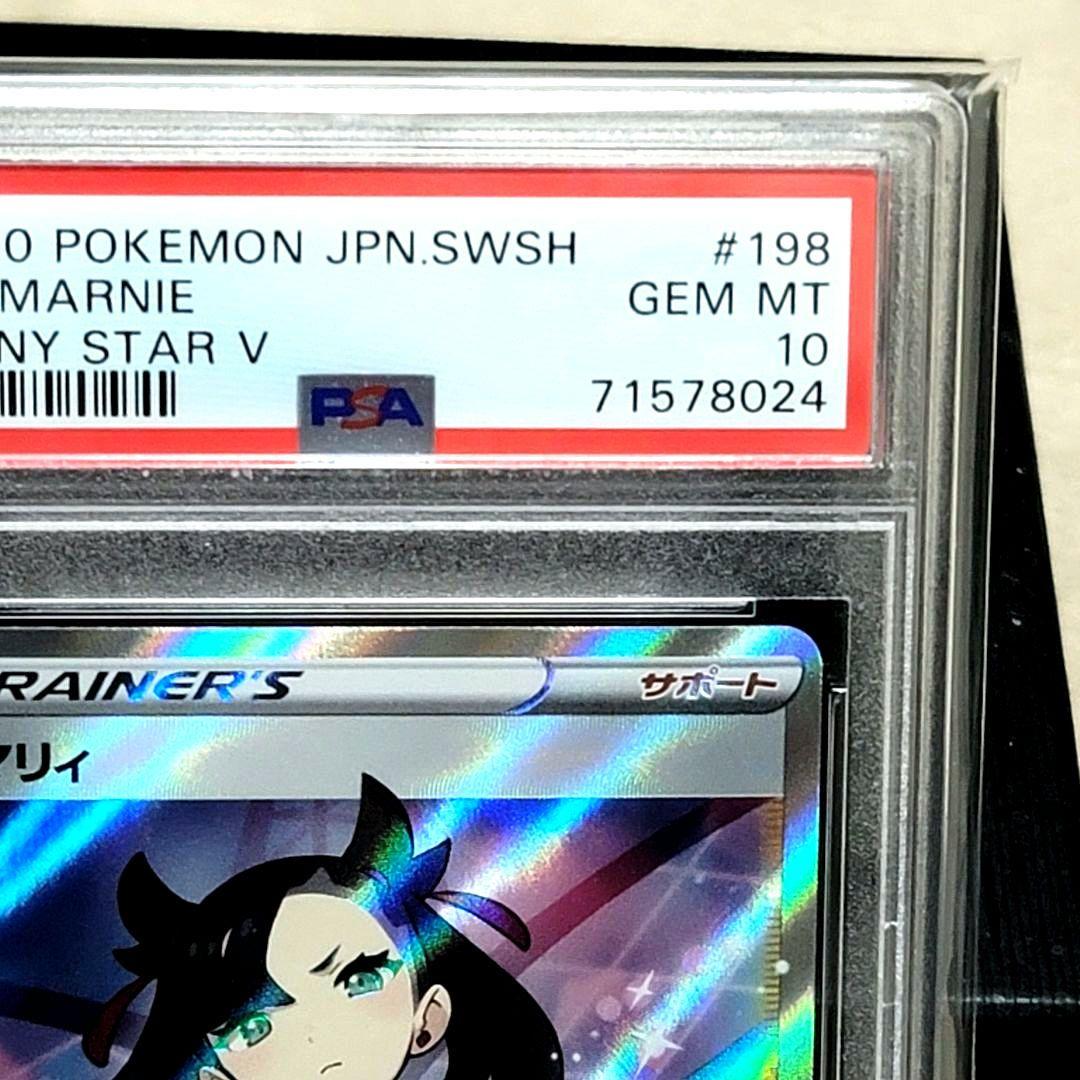 0 POKEMON JPN.SWSH #198
MARNIE GEM MT
NY STAR V 10
PSA 71578024
RAINER'S サポート
リィ